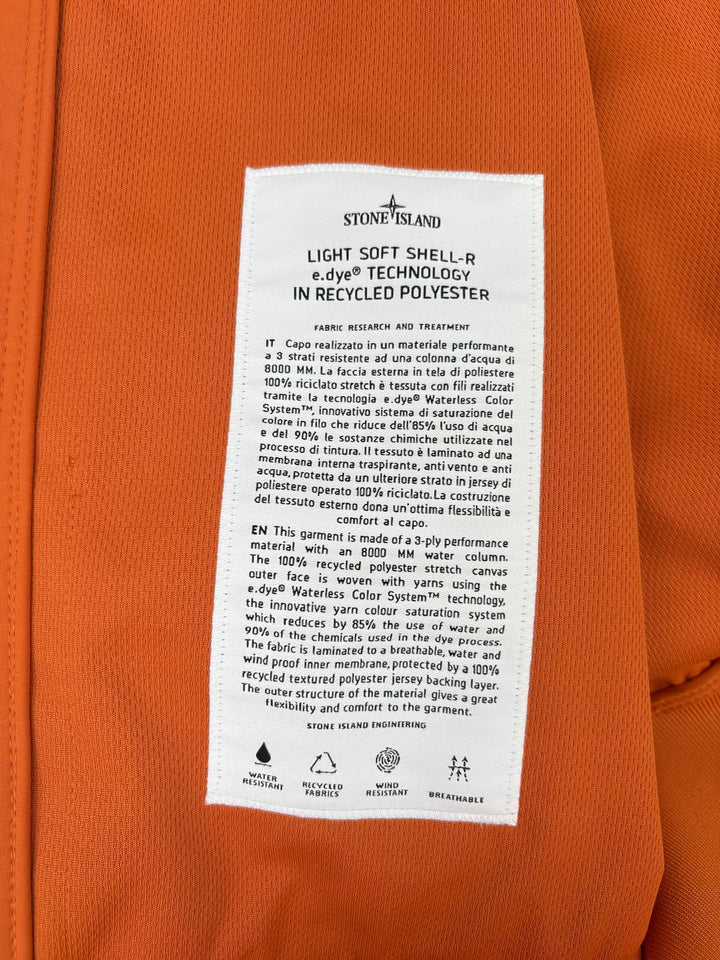 STONE ISLAND
LIGHT SOFT SHELL-R
e.dye® TECHNOLOGY
IN RECYCLED POLYESTER
FABRIC RESEARCH AND TREATMENT
IT Capo realizzato in un materiale performante
a 3 strati resistente ad una colonna d'acqua di
8000 MM. La faccia esterna in tela di poliestere
100% riciclato stretch è tessuta con fili realizzati
tramite la tecnologia e.dye® Waterless Color
System™, innovativo sistema di saturazione del
colore in filo che riduce dell'85% l'uso di acqua
e del 90% le sostanze chimiche utilizzate nel
processo di tintura. Il tessuto è laminato ad una
membrana interna traspirante, anti vento e anti
acqua, protetta da un ulteriore strato in jersey di
poliestere operato 100% riciclato. La costruzione
del tessuto esterno dona un'ottima flessibilità e
comfort al capo.
EN This garment is made of a 3-ply performance
material with an 8000 MM water column.
The 100% recycled polyester stretch canvas
outer face is woven with yarns using the
e.dye® Waterless Color System™ technology,
the innovative yarn colour saturation system
which reduces by 85% the use of water and
90% of the chemicals used in the dye process.
The fabric is laminated to a breathable, water and
wind proof inner membrane, protected by a 100%
recycled textured polyester jersey backing layer.
The outer structure of the material gives a great
flexibility and comfort to the garment.
STONE ISLAND ENGINEERING
WATER
RESISTANT
RECYCLED
FABRICS
WIND
RESISTANT
BREATHABLE